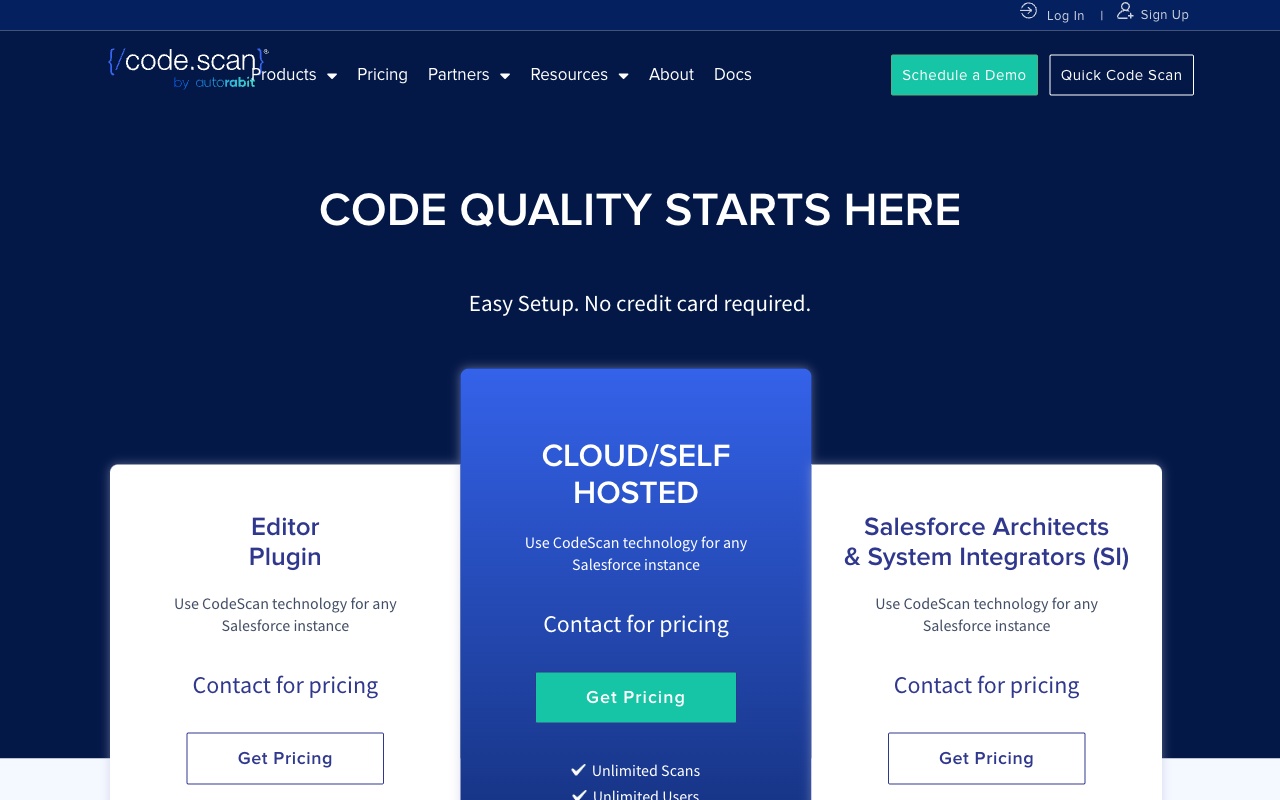 Log In | Sign Up
{/code.scan}®
by autorabit
Products Pricing Partners Resources About Docs
Schedule a Demo Quick Code Scan
CODE QUALITY STARTS HERE
Easy Setup. No credit card required.
Editor
Plugin
Use CodeScan technology for any
Salesforce instance
Contact for pricing
Get Pricing
CLOUD/SELF
HOSTED
Use CodeScan technology for any
Salesforce instance
Contact for pricing
Get Pricing
Unlimited Scans
Unlimited Users
Salesforce Architects
& System Integrators (SI)
Use CodeScan technology for any
Salesforce instance
Contact for pricing
Get Pricing